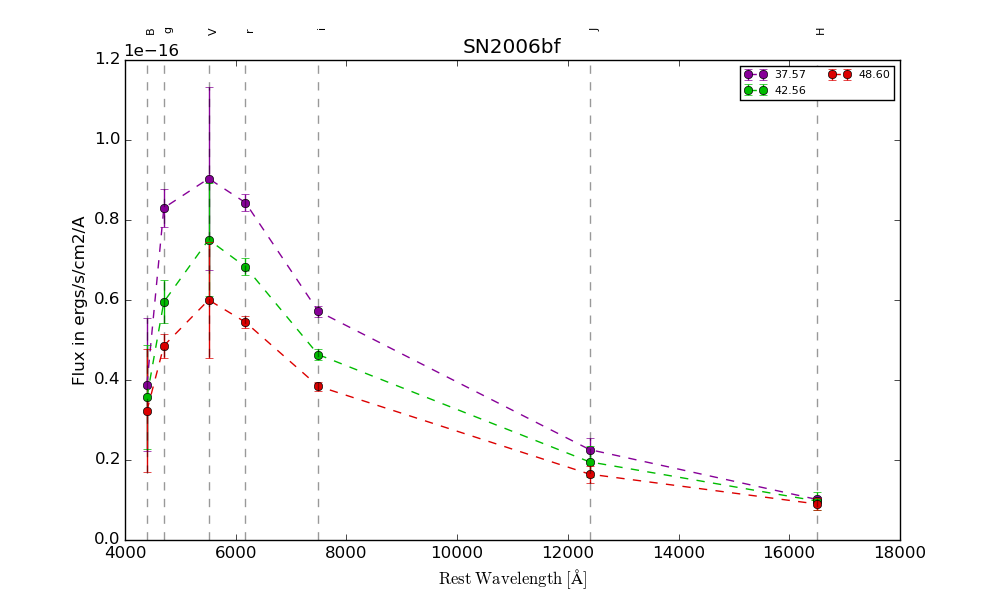 B g V r i J H
1e−16
SN2006bf
37.57 48.60
42.56
1.2
1.0
0.8
0.6
0.4
0.2
0.0
Flux in ergs/s/cm2/A
4000 6000 8000 10000 12000 14000 16000 18000
Rest Wavelength [Å]